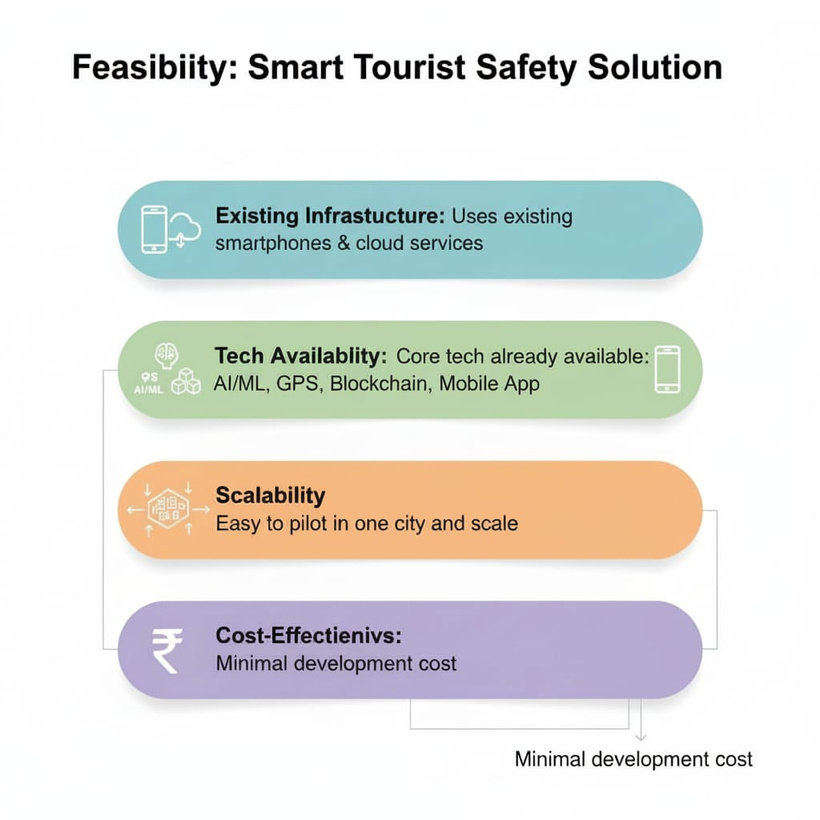 Feasibiity: Smart Tourist Safety Solution
Existing Infrastucture: Uses existing
smartphones & cloud services
Tech Availablity: Core tech already available:
AI/ML, GPS, Blockchain, Mobile App
AI/ML
Scalability
Easy to pilot in one city and scale
₹
Cost-Effectienivs:
Minimal development cost
Minimal development cost